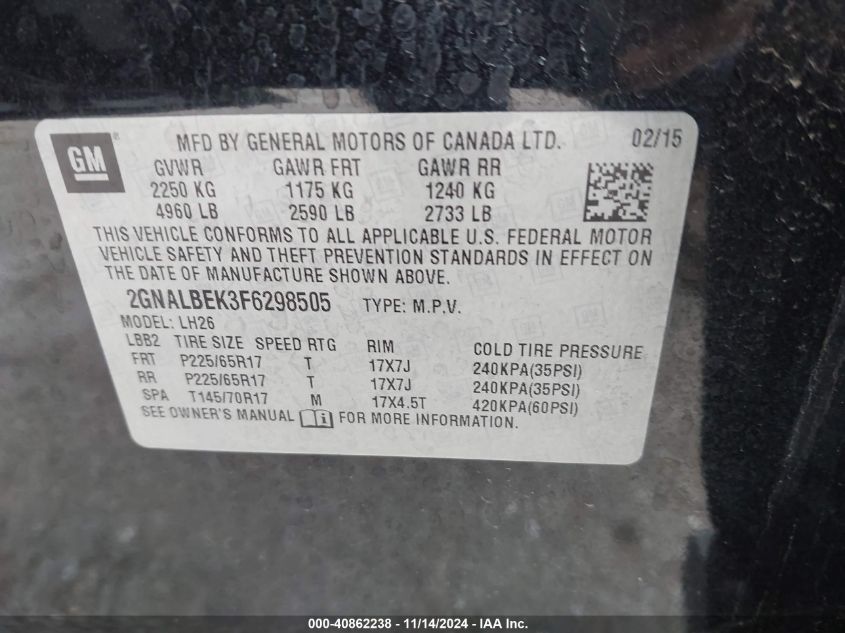 GM ® MFD BY GENERAL MOTORS OF CANADA LTD. 02/15
GVWR GAWR FRT GAWR RR
2250 KG 1175 KG 1240 KG
4960 LB 2590 LB 2733 LB
THIS VEHICLE CONFORMS TO ALL APPLICABLE U.S. FEDERAL MOTOR
VEHICLE SAFETY AND THEFT PREVENTION STANDARDS IN EFFECT ON
THE DATE OF MANUFACTURE SHOWN ABOVE.
2GNALBEK3F6298505 TYPE: M.P.V.
MODEL: LH26
LBB2 TIRE SIZE SPEED RTG RIM COLD TIRE PRESSURE
FRT P225/65R17 T 17X7J 240KPA(35PSI)
RR P225/65R17 T 17X7J 240KPA(35PSI)
SPA T145/70R17 M 17X4.5T 420KPA(60PSI)
SEE OWNER'S MANUAL FOR MORE INFORMATION.
000-40862238 - 11/14/2024 - IAA Inc.